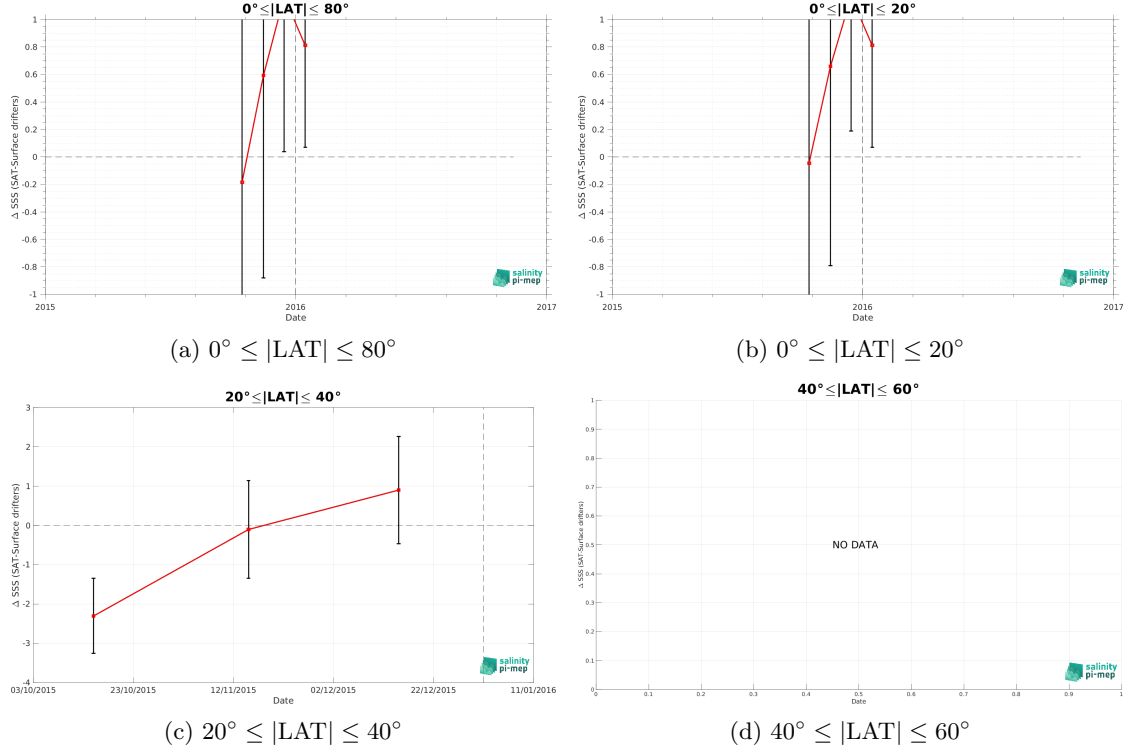 0°≤|LAT|≤ 80°
1
0.8
0.6
0.4
0.2
0
-0.2
-0.4
-0.6
-0.8
-1
Δ SSS (SAT-Surface drifters)
2015
2016
2017
Date
salinity
pi-mep
(a) 0° ≤ |LAT| ≤ 80°
0°≤|LAT|≤ 20°
1
0.8
0.6
0.4
0.2
0
-0.2
-0.4
-0.6
-0.8
-1
Δ SSS (SAT-Surface drifters)
2015
2016
2017
Date
salinity
pi-mep
(b) 0° ≤ |LAT| ≤ 20°
20°≤|LAT|≤ 40°
3
2
1
0
-1
-2
-3
-4
Δ SSS (SAT-Surface drifters)
03/10/2015
23/10/2015
12/11/2015
02/12/2015
22/12/2015
11/01/2016
Date
salinity
pi-mep
(c) 20° ≤ |LAT| ≤ 40°
40°≤|LAT|≤ 60°
1
0.9
0.8
0.7
0.6
0.5
0.4
0.3
0.2
0.1
0
Δ SSS (SAT-Surface drifters)
NO DATA
0
0.1
0.2
0.3
0.4
0.5
0.6
0.7
0.8
0.9
1
Date
salinity
pi-mep
(d) 40° ≤ |LAT| ≤ 60°